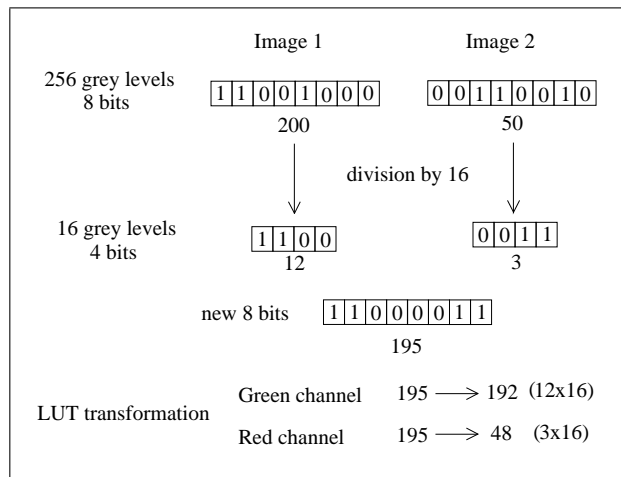 Image 1 Image 2
256 grey levels
8 bits
1 1 0 0 1 0 0 0 0 0 1 1 0 0 1 0
200 50
division by 16
16 grey levels
4 bits
1 1 0 0 0 0 1 1
12 3
new 8 bits 1 1 0 0 0 0 1 1
195
LUT transformation
Green channel 195 → 192 (12x16)
Red channel 195 → 48 (3x16)